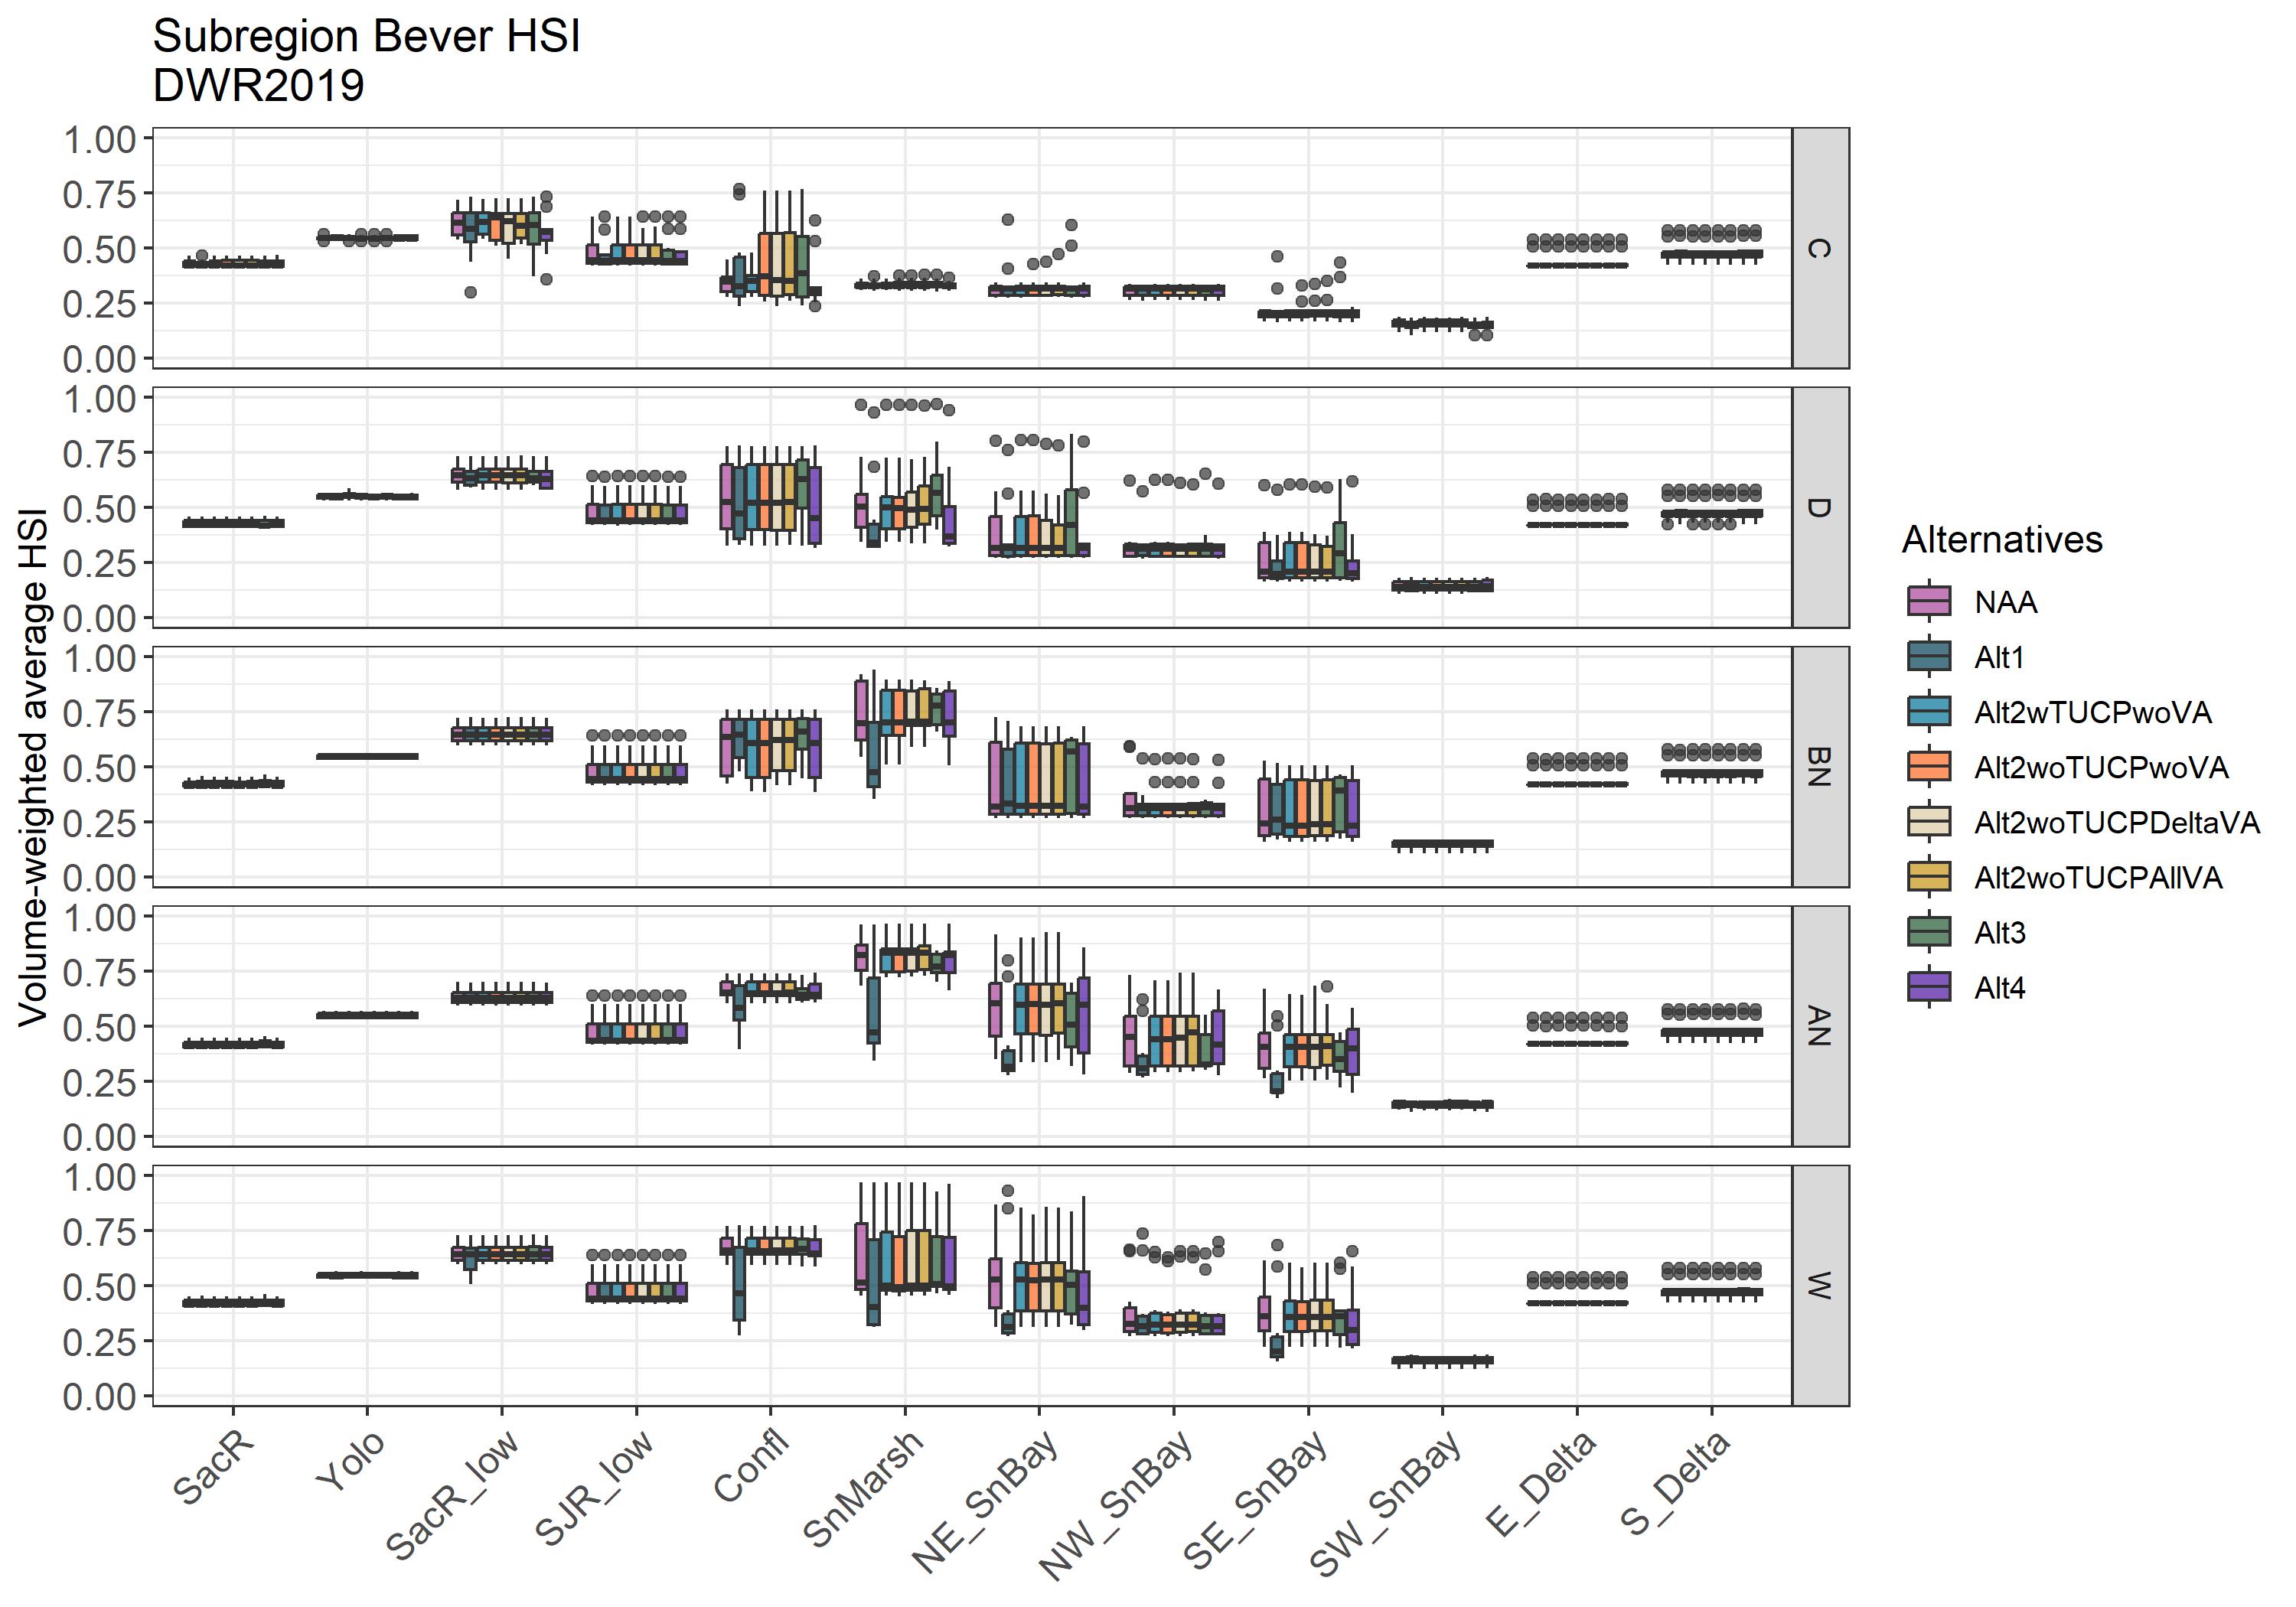 Subregion Bever HSI
DWR2019
Volume-weighted average HSI
1.00
0.75
0.50
0.25
0.00
C
1.00
0.75
0.50
0.25
0.00
D
1.00
0.75
0.50
0.25
0.00
BN
1.00
0.75
0.50
0.25
0.00
AN
1.00
0.75
0.50
0.25
0.00
W
SacR
Yolo
SacR_low
SJR_low
Confl
SnMarsh
NE_SnBay
NW_SnBay
SE_SnBay
SW_SnBay
E_Delta
S_Delta
Alternatives
NAA
Alt1
Alt2wTUCPwoVA
Alt2woTUCPwoVA
Alt2woTUCPDeltaVA
Alt2woTUCPAllVA
Alt3
Alt4